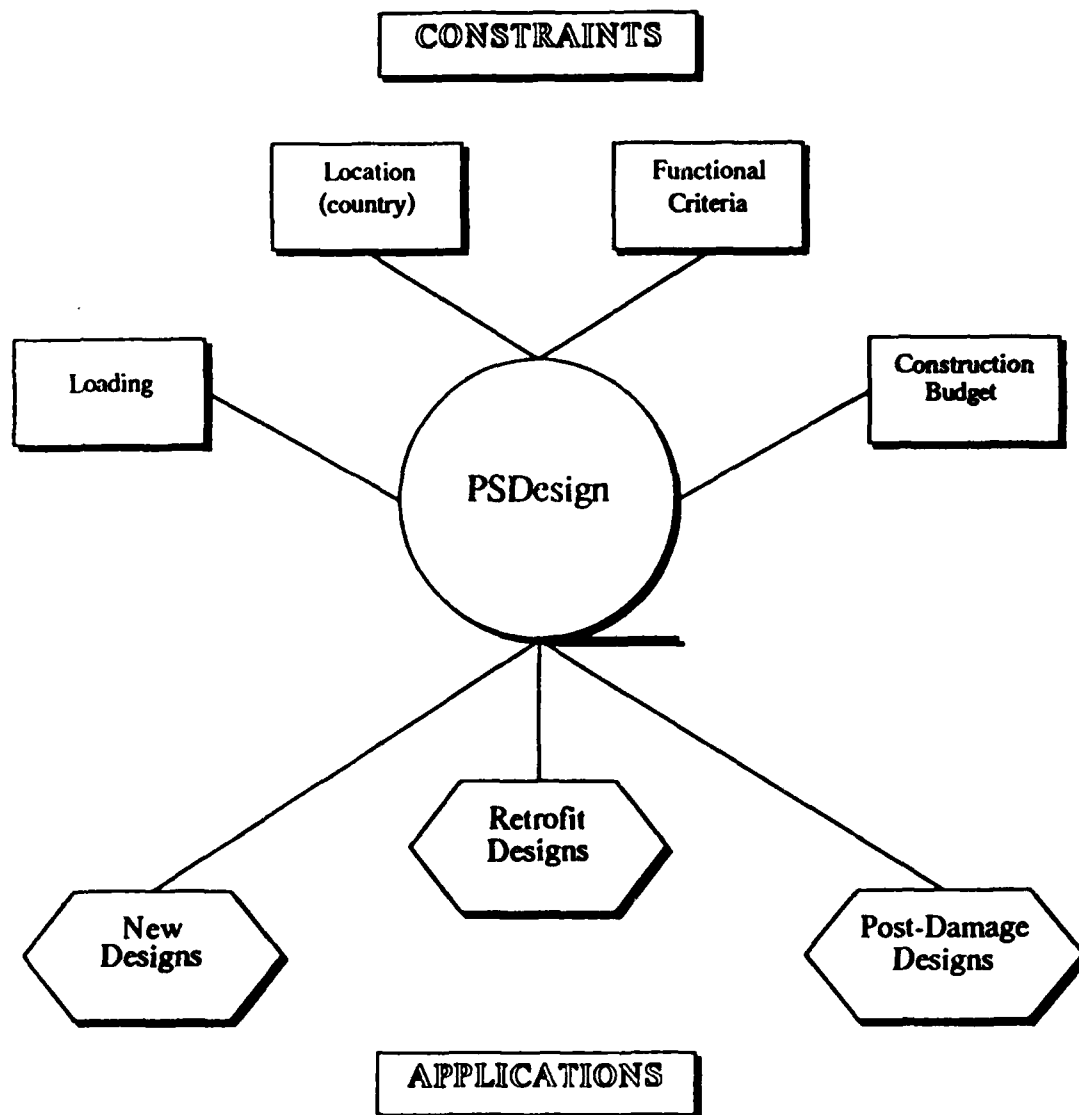 CONSTRAINTS
Location
(country)
Functional
Criteria
Loading
Construction
Budget
PSDesign
Retrofit
Designs
New
Designs
Post-Damage
Designs
APPLICATIONS